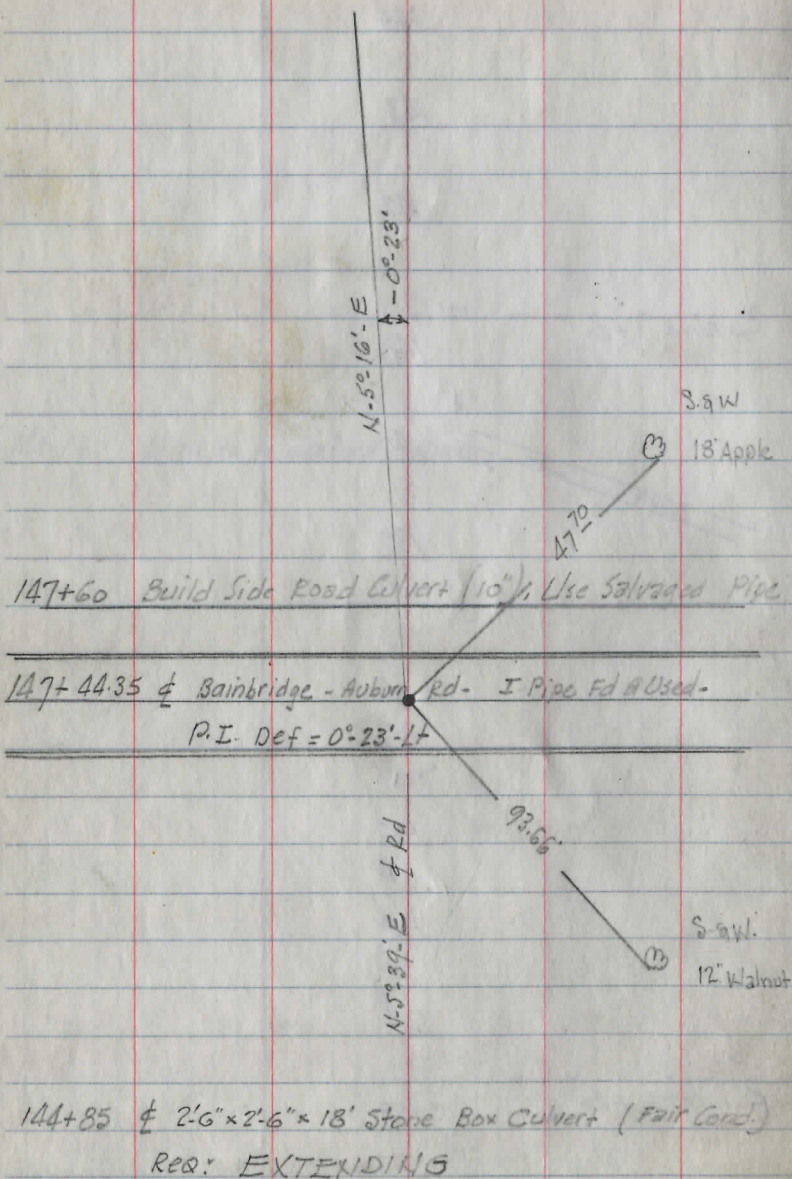 - 0°-23'
N-5°-16'-E
S.&W
18" Apple
47 70
147+60 Build Side Road Culvert (10"), Use Salvaged Pipe
147+44.35 ℄ Bainbridge - Auburn Rd- I Pipe Fd & Used-
P.I. Def = 0°-23'-Lt
93.66'
N-5°-39'-E ℄ Rd
S-&W.
12" Walnut
144+85 ℄ 2'-6" x 2'-6" x 18' Stone Box Culvert (Fair Cond.)
REQ: EXTENDING